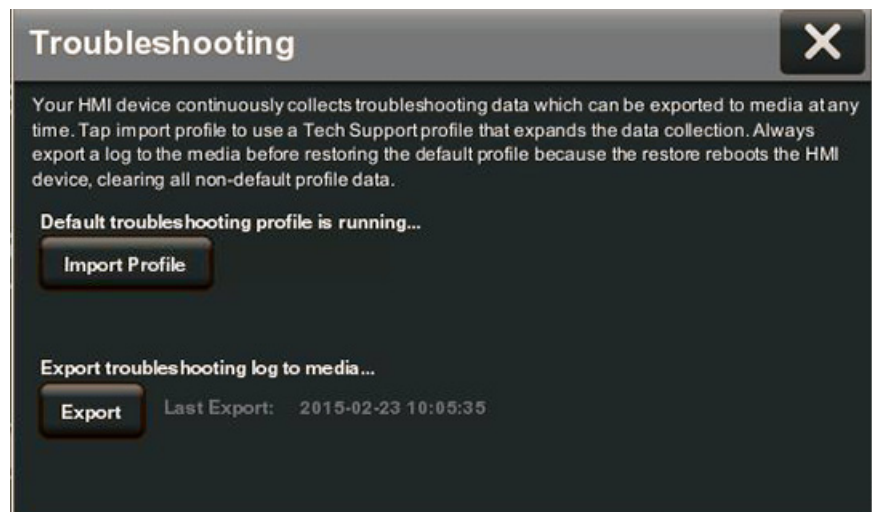 Troubleshooting
Your HMI device continuously collects troubleshooting data which can be exported to media at any
time. Tap import profile to use a Tech Support profile that expands the data collection. Always
export a log to the media before restoring the default profile because the restore reboots the HMI
device, clearing all non-default profile data.
Default troubleshooting profile is running...
Import Profile
Export troubleshooting log to media...
Export Last Export: 2015-02-23 10:05:35